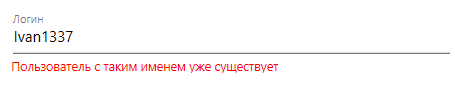 Логин
Ivan1337
Пользователь с таким именем уже существует